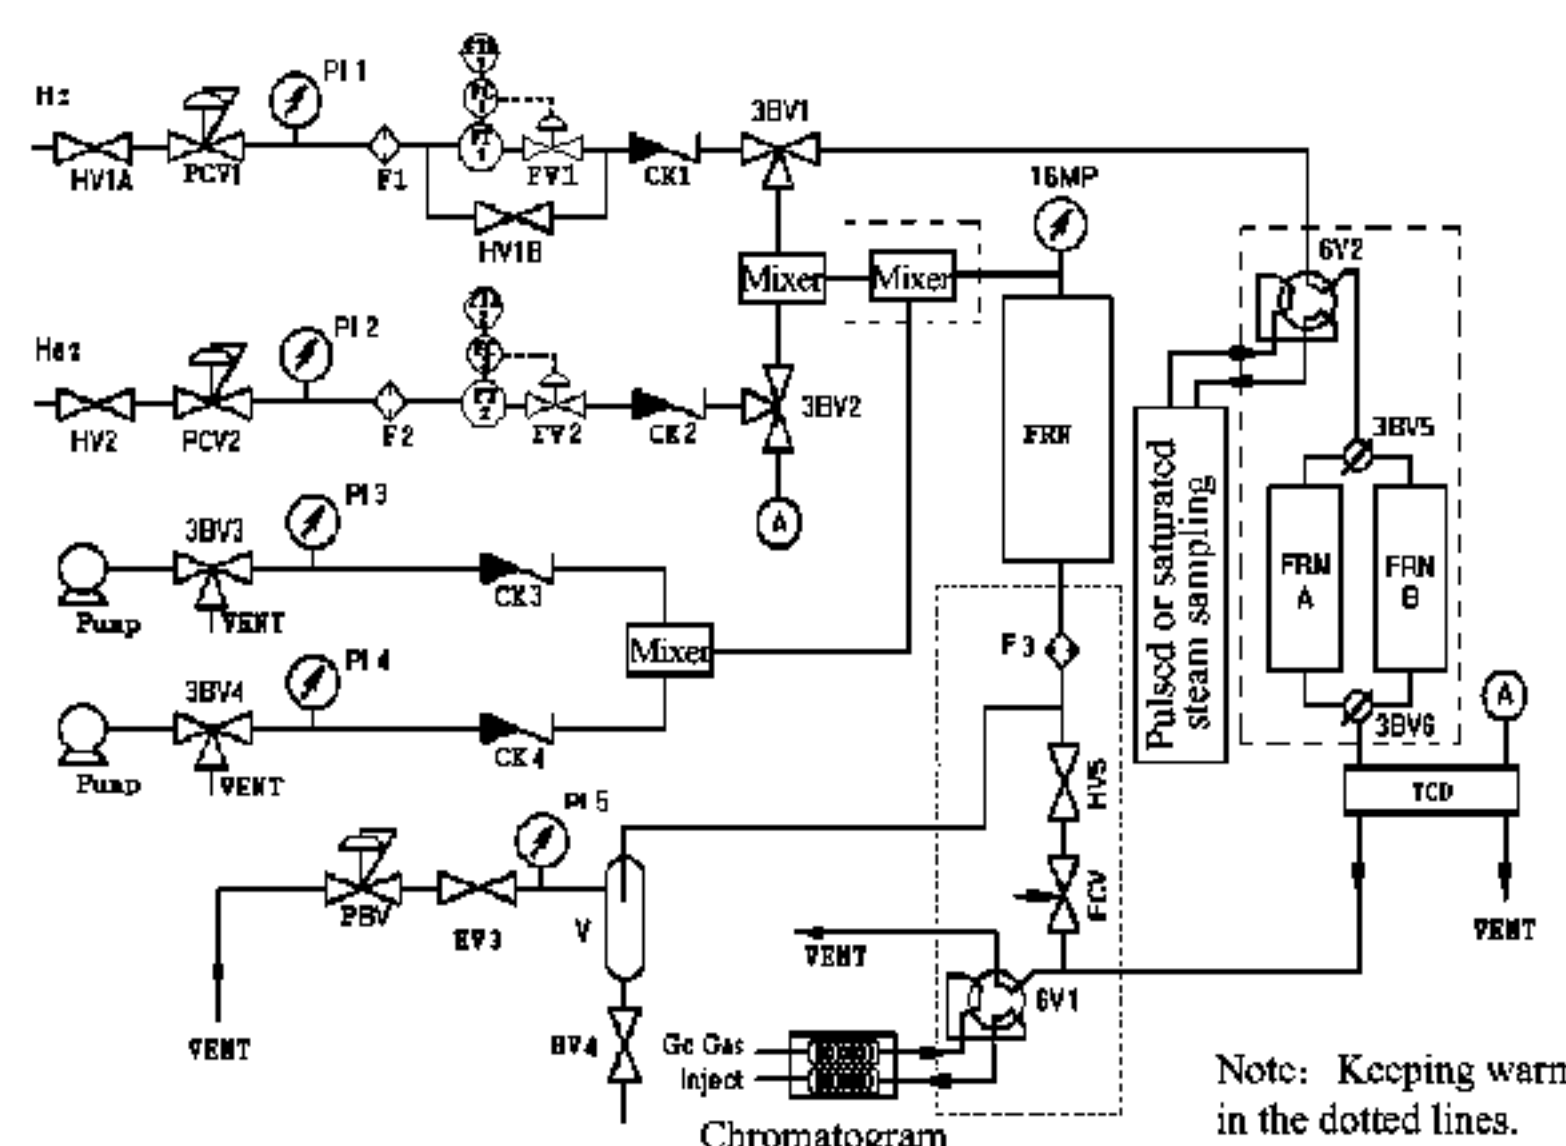 PI 1
Hz
3BV1
HV1A
PCV1
F1
FV1
CK1
16MP
HV1B
6V2
Mixer
Mixer
PI 2
HV2
PCV2
F2
FV2
CK2
3BV2
FRN
3BV5
PI 3
3BV3
A
Pulsed or saturated
steam sampling
FRN
A
FRN
B
CK3
Pump
VENT
F3
Mixer
PI 4
3BV4
A
3BV6
CK4
Pump
VENT
HV5
TCD
PI 5
PBV
V
VENT
VENT
6V1
VENT
Gc Gas
Inject
Note: Keeping warm
in the dotted lines.
Chromatogram